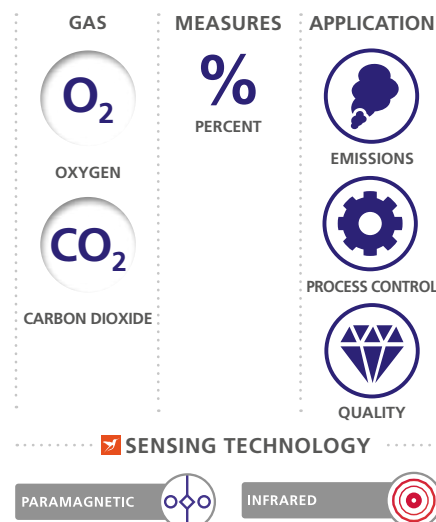 GAS
O2
OXYGEN
CO2
CARBON DIOXIDE
MEASURES
%
PERCENT
APPLICATION
EMISSIONS
PROCESS CONTROL
QUALITY
SENSING TECHNOLOGY
PARAMAGNETIC
INFRARED